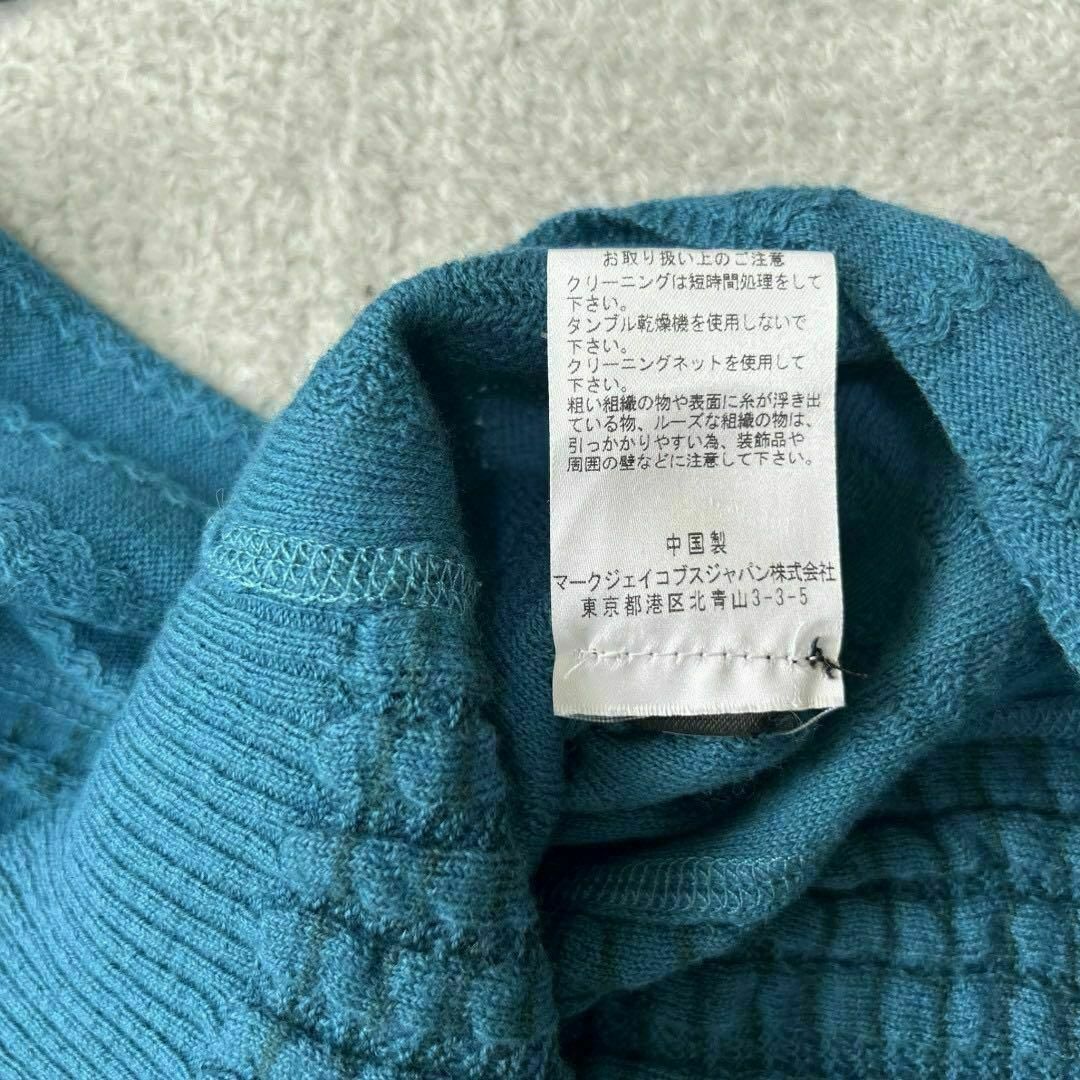 お取り扱い上のご注意
クリーニングは短時間処理をして
下さい。
タンブル乾燥機を使用しないで
下さい。
クリーニングネットを使用して
下さい。
粗い組織の物や表面に糸が浮き出
ている物、ルーズな組織の物は、
引っかかりやすい為、装飾品や
周囲の壁などに注意して下さい。
中国製
マークジェイコブスジャパン株式会社
東京都港区北青山3-3-5